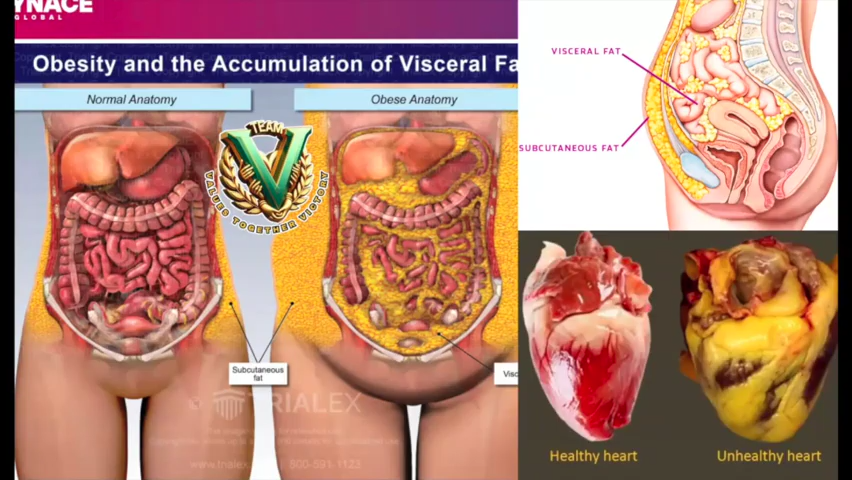 YNACE
GLOBAL
Obesity and the Accumulation of Visceral Fa
Normal Anatomy
Obese Anatomy
TEAM
V
VALUES TOGETHER VICTORY
Subcutaneous
fat
Visc
TRIALEX
www.trialex
800-591-1123
VISCERAL FAT
SUBCUTANEOUS FAT
Healthy heart
Unhealthy heart